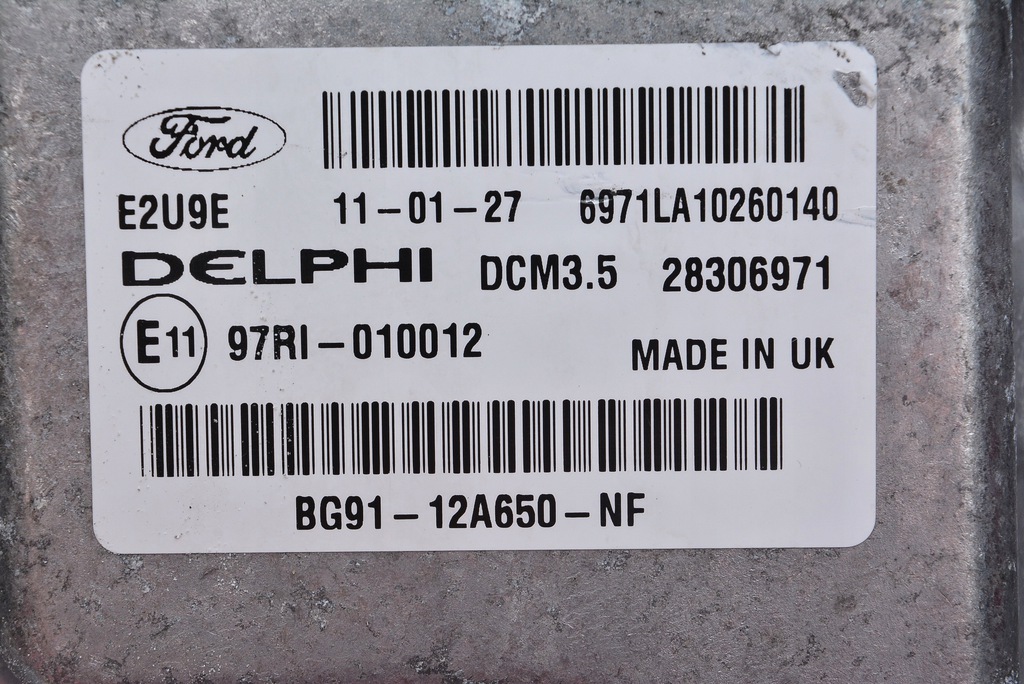 Ford
E2U9E 11-01-27 6971LA10260140
DELPHI DCM3.5 28306971
E11 97RI-010012 MADE IN UK
BG91-12A650-NF